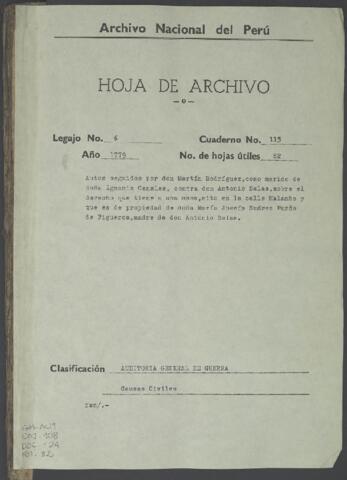 Archivo Nacional del Perú
HOJA DE ARCHIVO
—o—
Legajo No. 6 Cuaderno No. 115
Año 1779 No. de hojas útiles 82
Autos seguidos por don Martín Rodríguez, como marido de
doña Ignacia Canales, contra don Antonio Salas, sobre el
derecho que tiene a una casa, sita en la calle Malambo y
que es de propiedad de doña María Josefa Suárez Pardo
de Figueroa, madre de don Antonio Salas.
Clasificación AUDITORIA GENERAL DE GUERRA
Causas Civiles